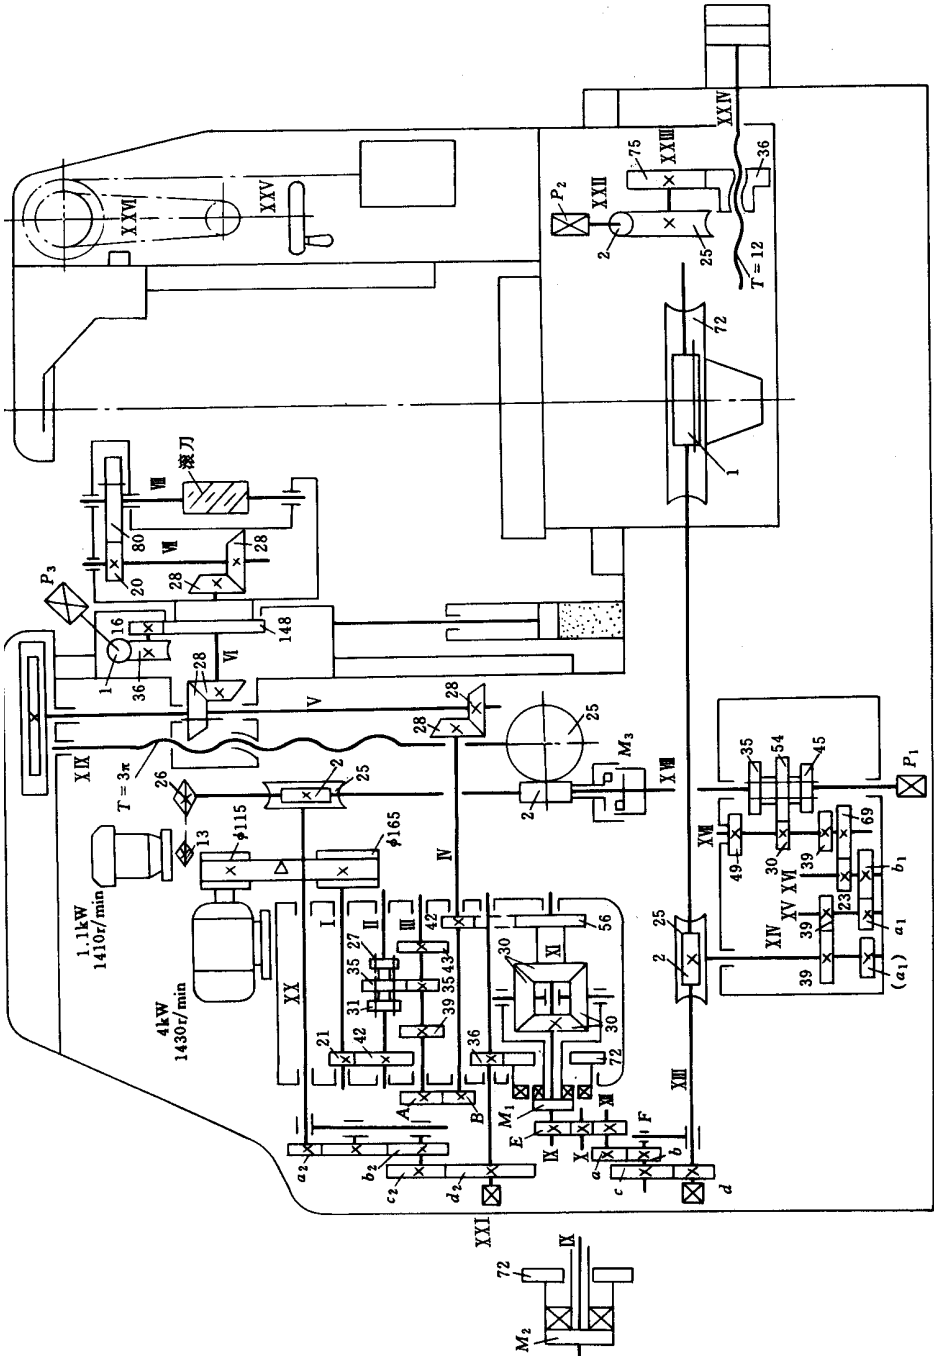 XXIV
XXV
XXVI
XXIII
75
36
P2
XXII
2
25
T=12
72
1
滚刀
VIII
80
VII
28
20
28
P3
16
148
1
36
VI
28
V
28
28
25
XIX
T=3π
26
2
25
2
M3
XVIII
35
54
45
P1
13
φ115
φ165
1.1kW
1410r/min
4kW
1430r/min
IV
XVII
49
30
39
69
XVI
23
b1
XV
39
a1
XIV
39
(a1)
25
2
XX
I
II
III
42
27
35
31
43
35
39
56
XI
30
30
21
42
36
72
A
B
M1
E
IX
X
XII
F
a
b
c
d
XIII
a2
b2
c2
d2
XXI
72
IX
M2